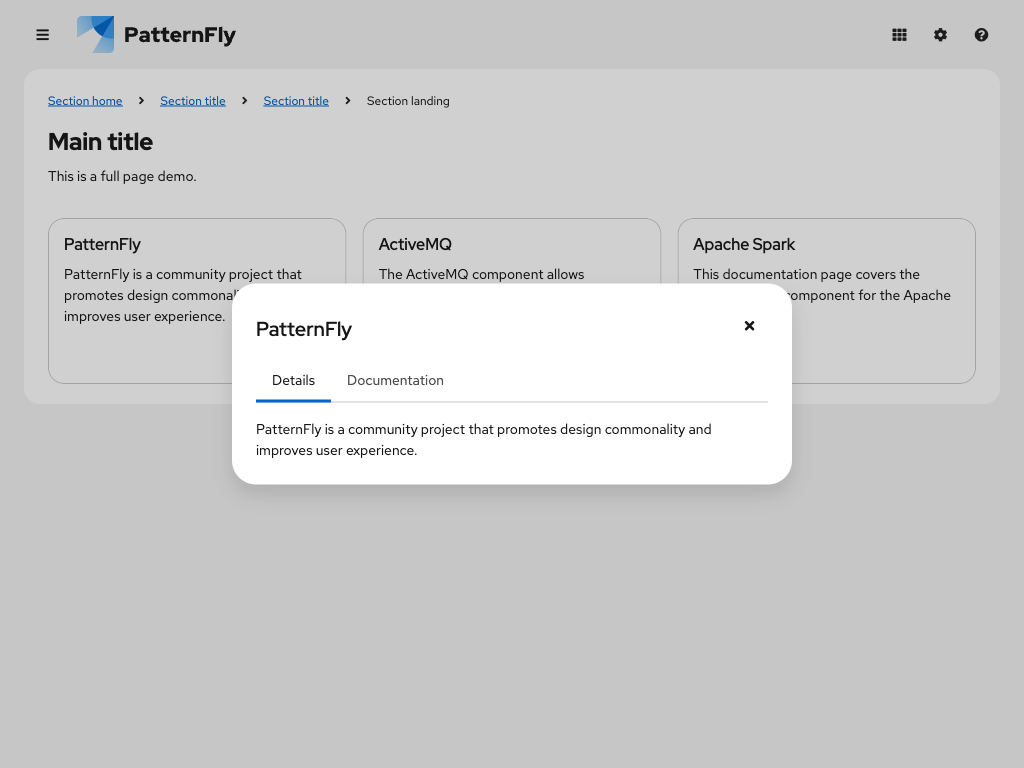 PatternFly
Section home
Section title
Section title
Section landing
Main title
This is a full page demo.
PatternFly
PatternFly is a community project that
promotes design
improves user experience.
ActiveMQ
The ActiveMQ component allows
Apache Spark
This documentation page covers the
component for the Apache
PatternFly
Details
Documentation
PatternFly is a community project that promotes design commonality and
improves user experience.